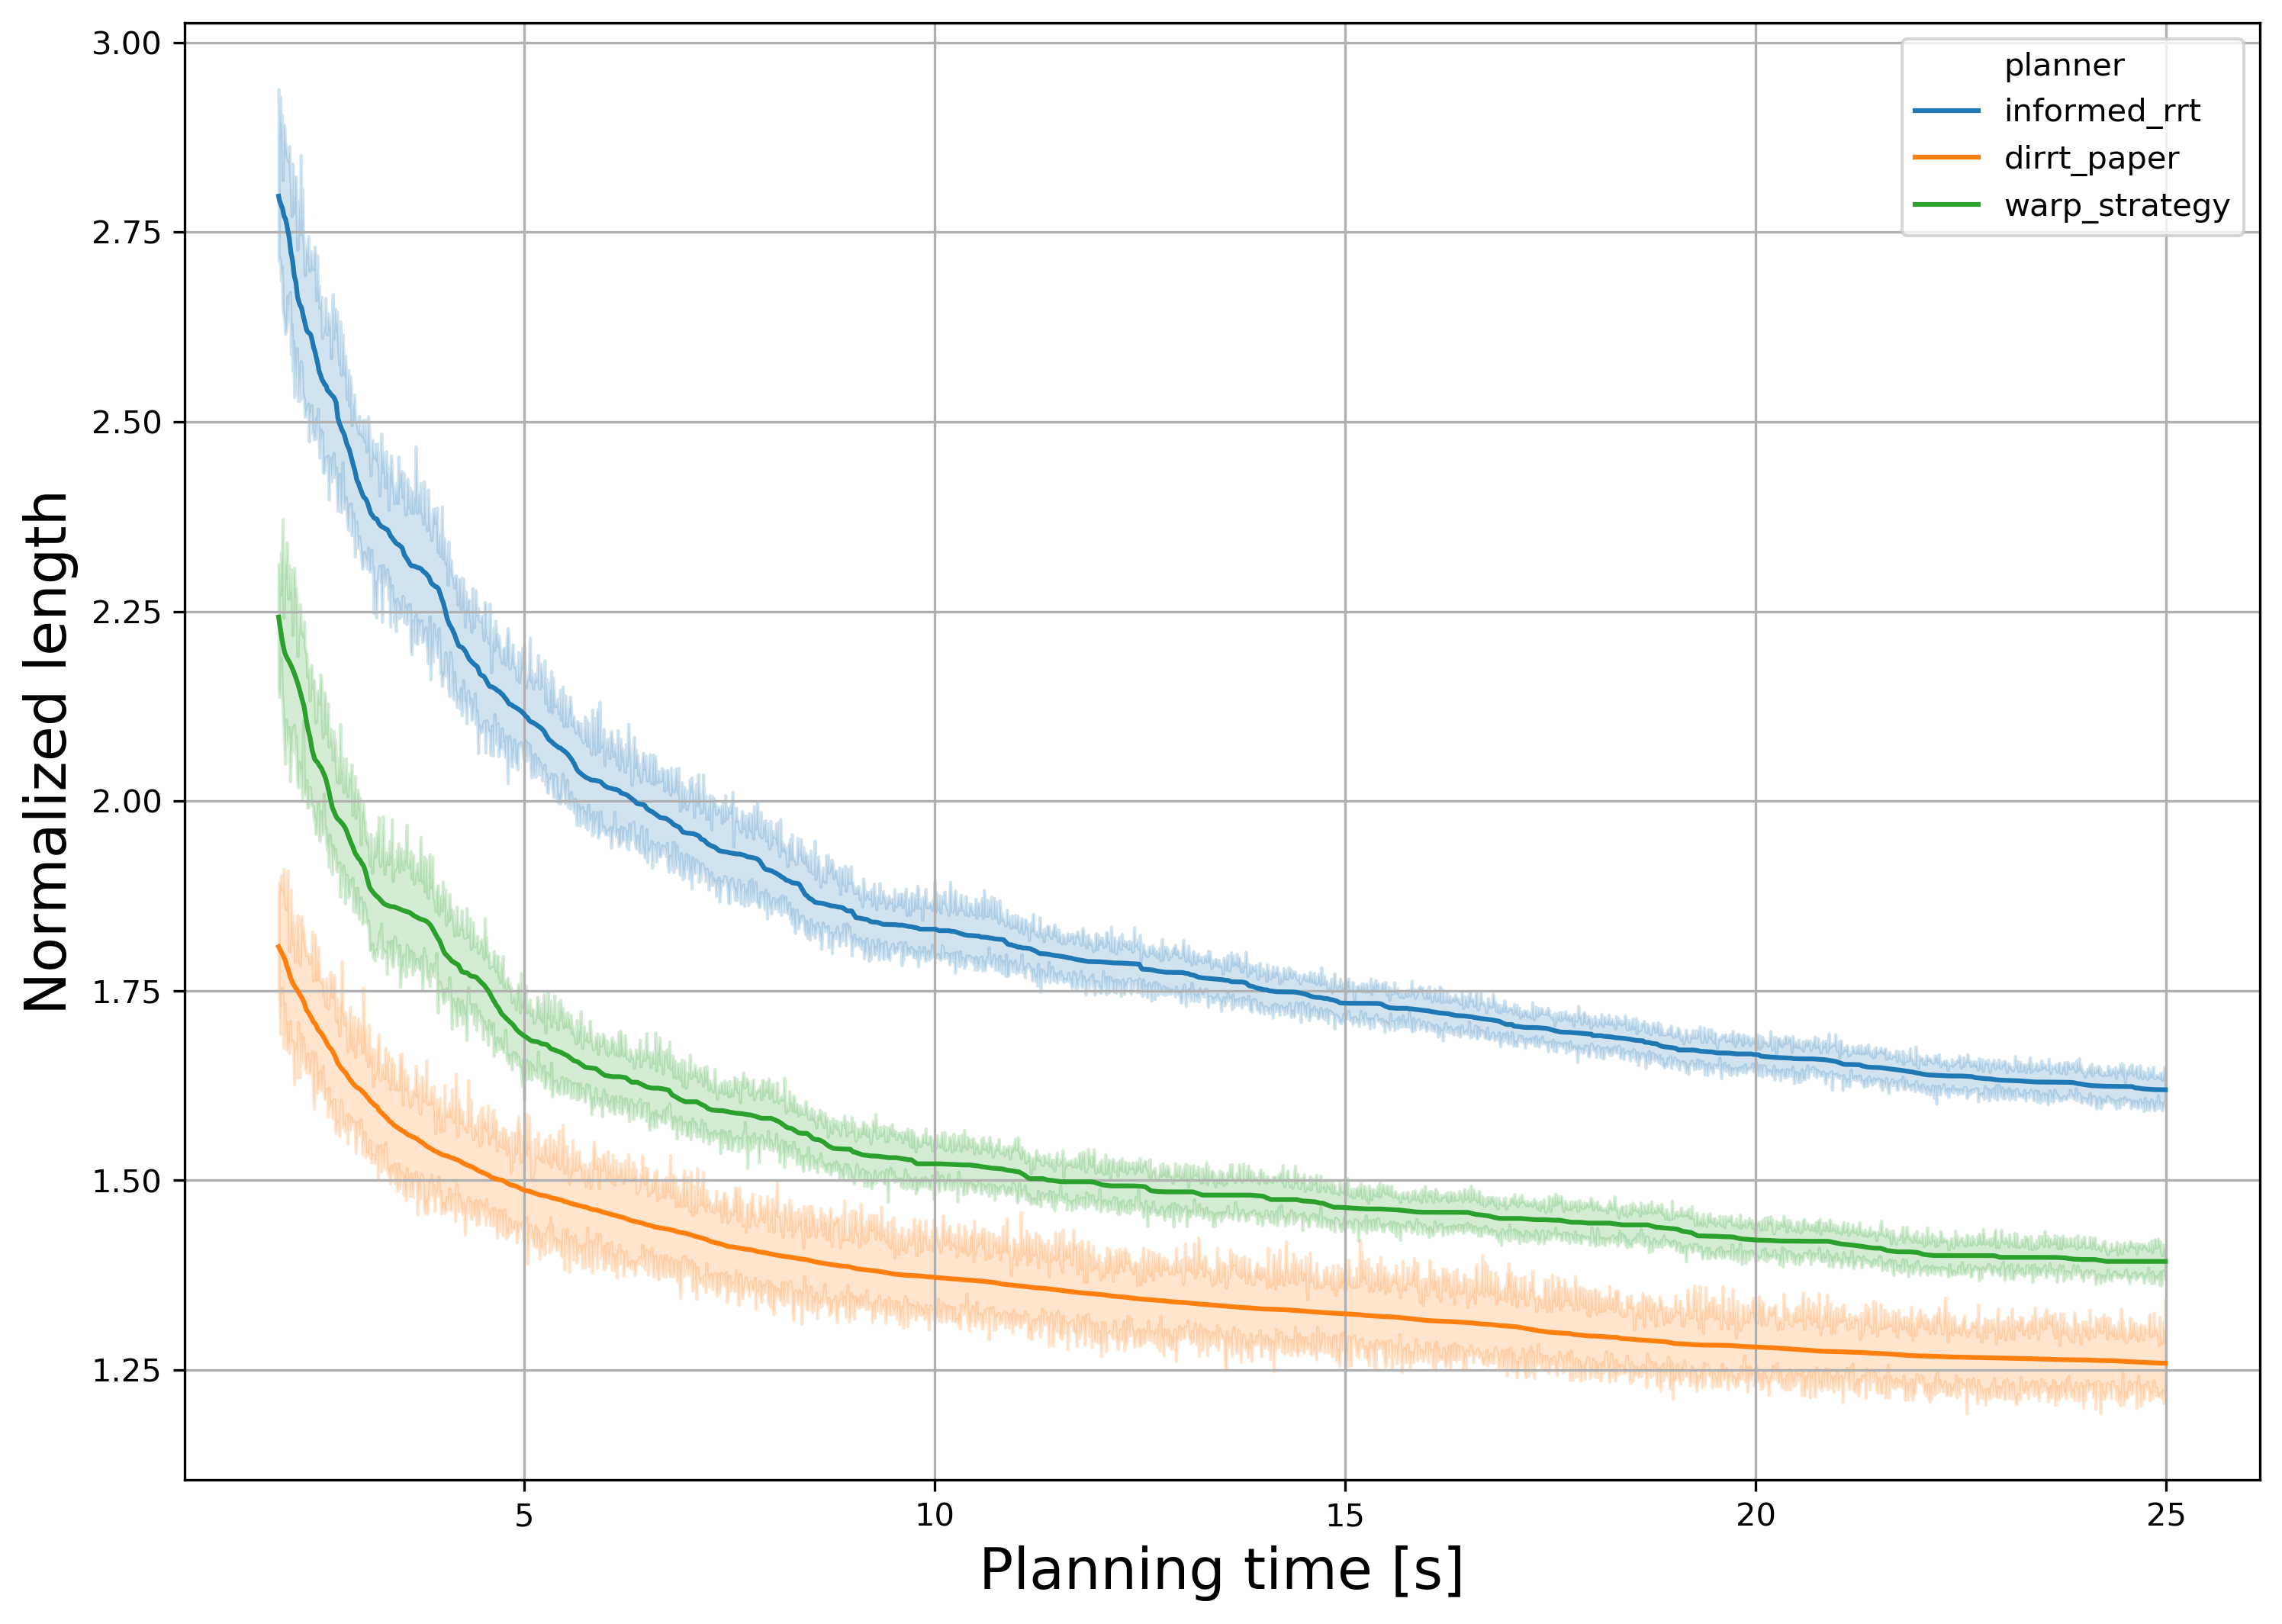 3.00
2.75
2.50
2.25
2.00
1.75
1.50
1.25
Normalized length
planner
informed_rrt
dirrt_paper
warp_strategy
5 10 15 20 25
Planning time [s]